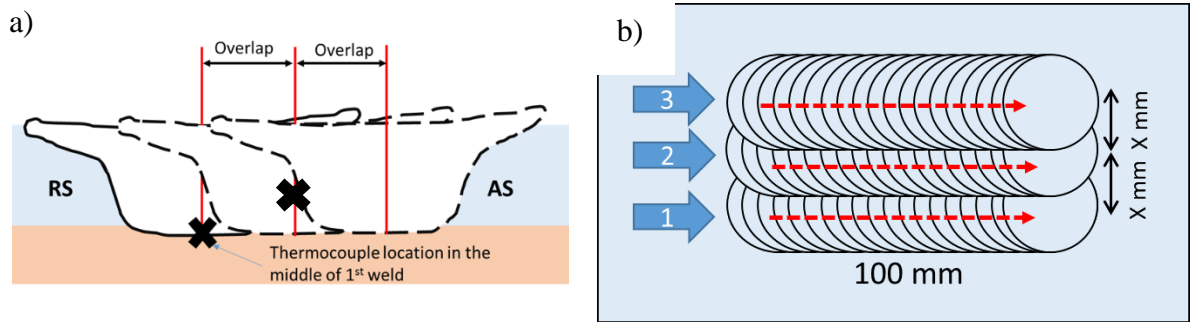 a)
Overlap Overlap
RS
AS
Thermocouple location in the
middle of 1st weld
b)
3
2
1
X mm
X mm
100 mm